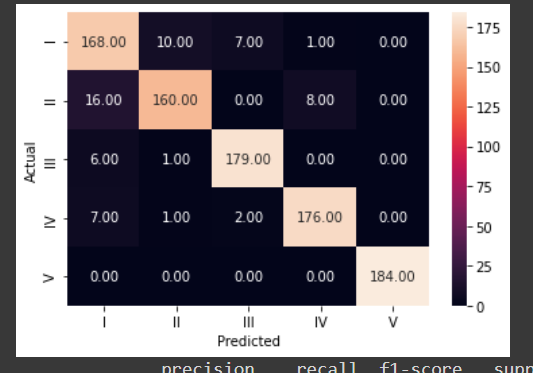 I 168.00 10.00 7.00 1.00 0.00
II 16.00 160.00 0.00 8.00 0.00
III 6.00 1.00 179.00 0.00 0.00
IV 7.00 1.00 2.00 176.00 0.00
V 0.00 0.00 0.00 0.00 184.00
I II III IV V
Predicted
Actual
175
150
125
100
75
50
25
0
precision recall f1-score